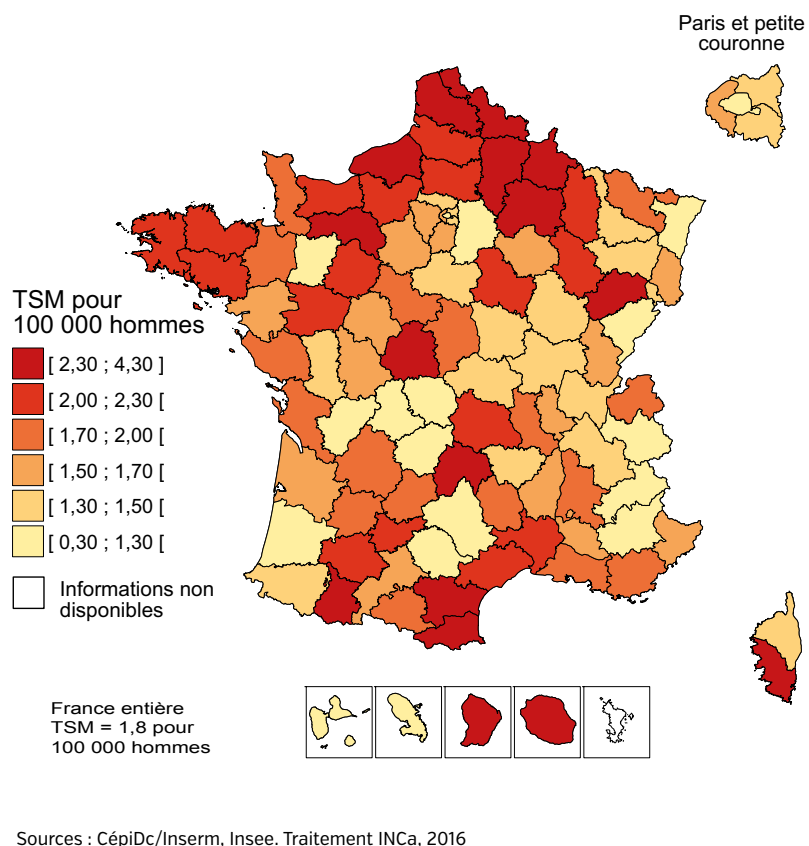 Paris et petite
couronne
TSM pour
100 000 hommes
[ 2,30 ; 4,30 ]
[ 2,00 ; 2,30 [
[ 1,70 ; 2,00 [
[ 1,50 ; 1,70 [
[ 1,30 ; 1,50 [
[ 0,30 ; 1,30 [
Informations non
disponibles
France entière
TSM = 1,8 pour
100 000 hommes
Sources : CépiDc/Inserm, Insee. Traitement INCa, 2016